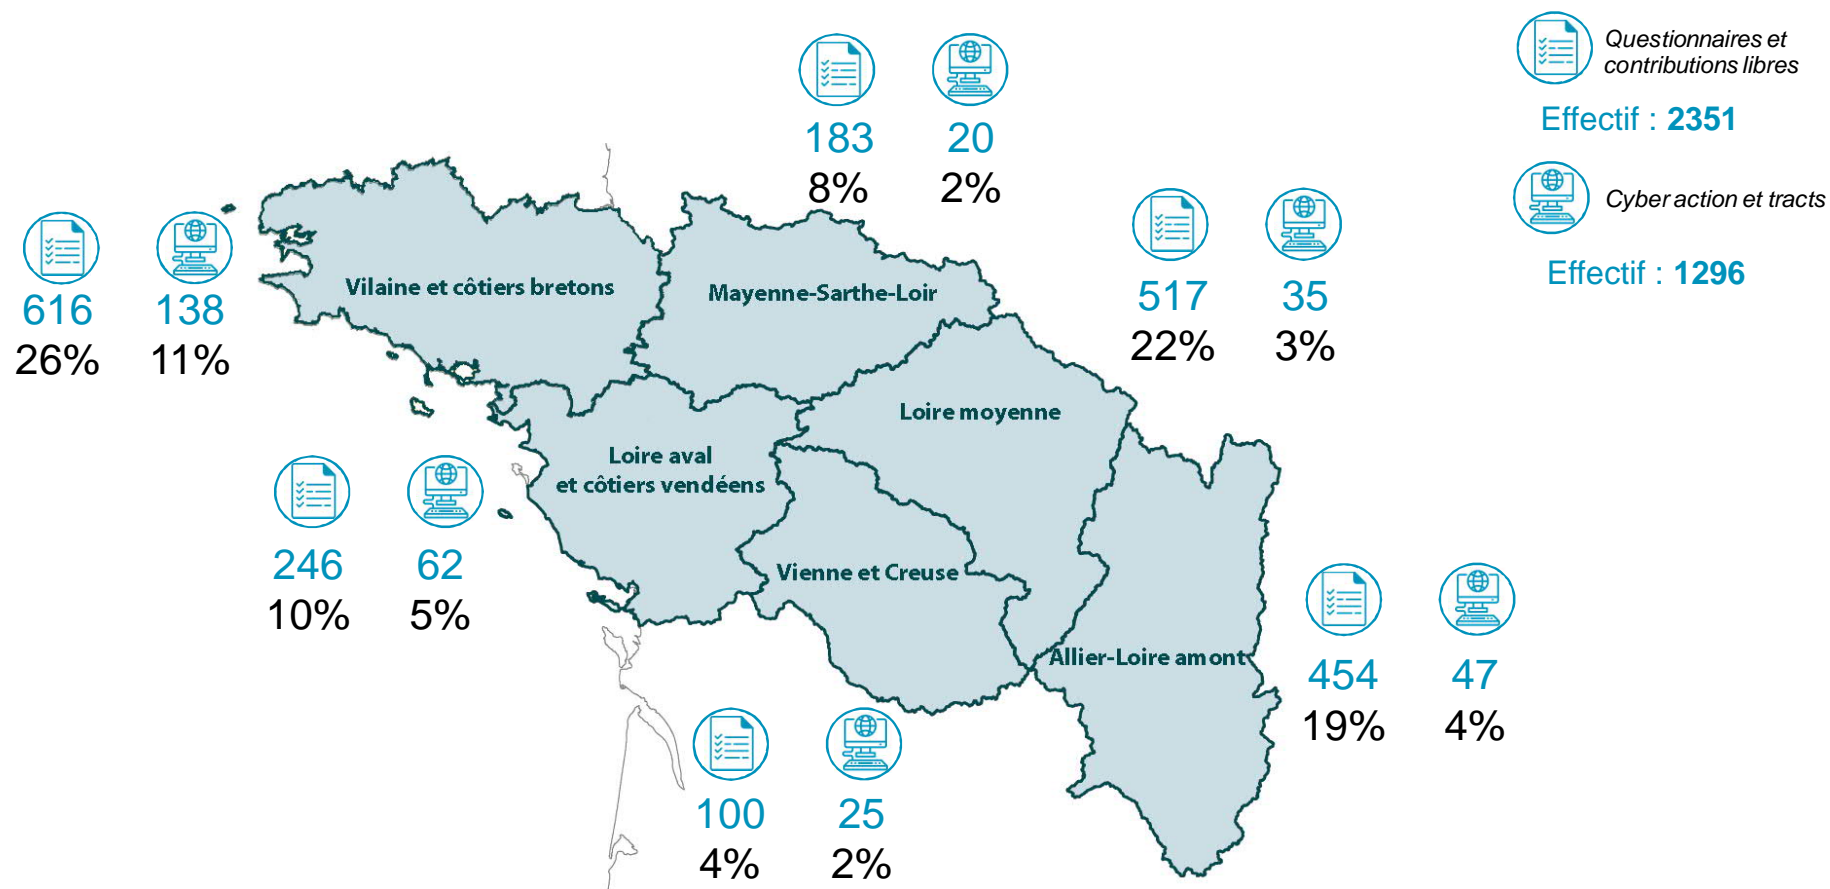 Questionnaires et
contributions libres
Effectif : 2351
Cyber action et tracts
Effectif : 1296
183 20
8% 2%
616 138
26% 11%
517 35
22% 3%
Vilaine et côtiers bretons
Mayenne-Sarthe-Loir
Loire moyenne
Loire aval
et côtiers vendéens
246 62
10% 5%
Vienne et Creuse
Allier-Loire amont
454 47
19% 4%
100 25
4% 2%